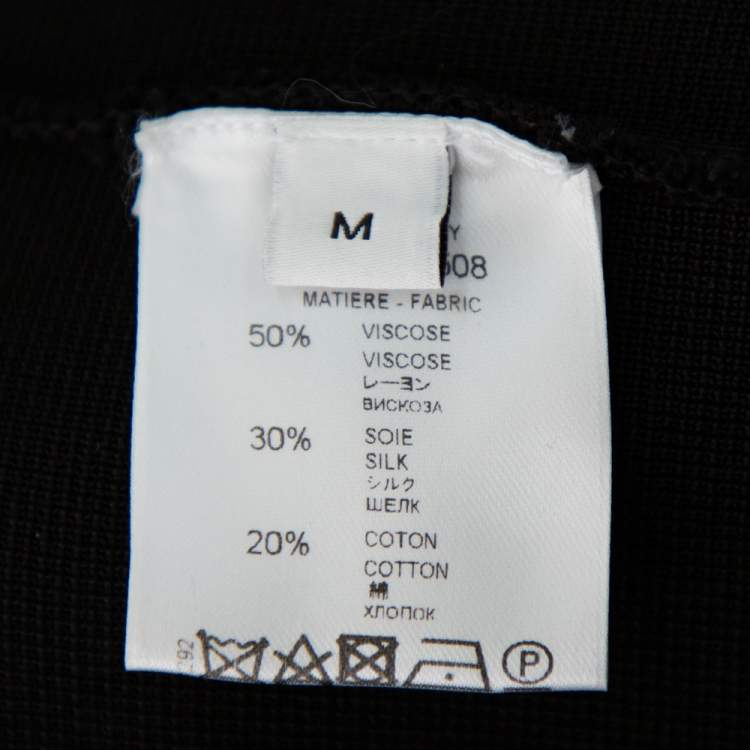 M
Y
508
MATIERE - FABRIC
50% VISCOSE
VISCOSE
レーヨン
ВИСКОЗА
30% SOIE
SILK
シルク
ШЕЛК
20% COTON
COTTON
綿
ХЛОПОК
292
P